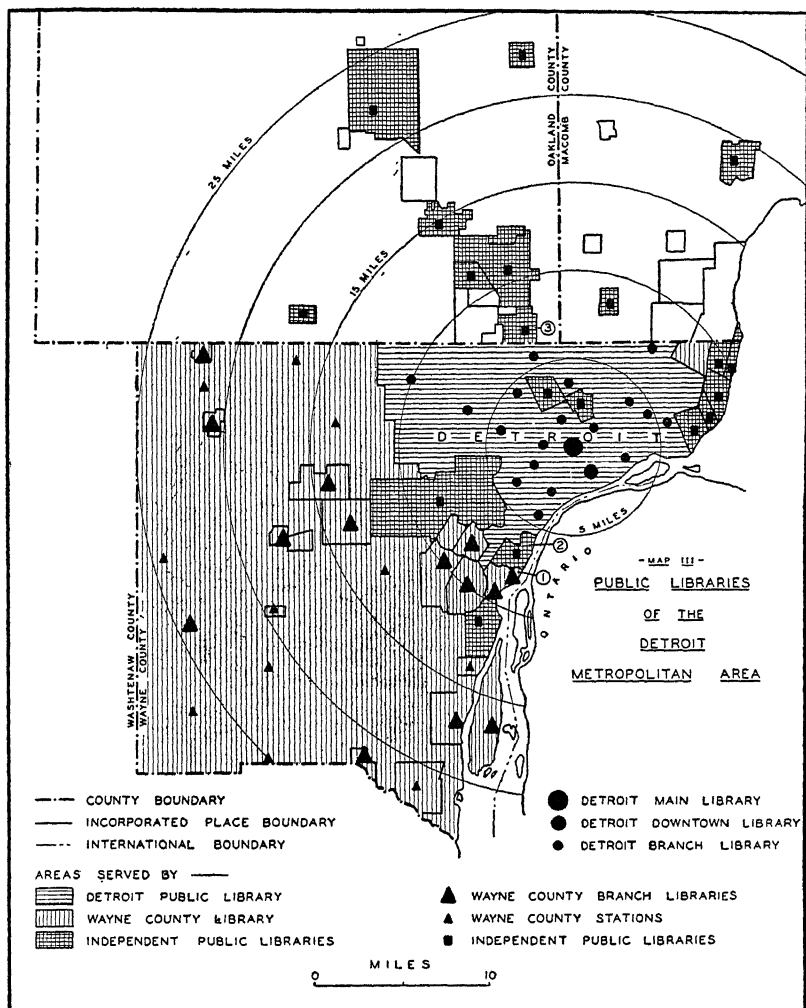 25 MILES
15 MILES
OAKLAND COUNTY
MACOMB COUNTY
③
DETROIT
5 MILES
②
①
ONTARIO
WASHTENAW COUNTY
WAYNE COUNTY
- MAP III -
PUBLIC LIBRARIES
OF THE
DETROIT
METROPOLITAN AREA
COUNTY BOUNDARY
INCORPORATED PLACE BOUNDARY
INTERNATIONAL BOUNDARY
AREAS SERVED BY
DETROIT PUBLIC LIBRARY
WAYNE COUNTY LIBRARY
INDEPENDENT PUBLIC LIBRARIES
DETROIT MAIN LIBRARY
DETROIT DOWNTOWN LIBRARY
DETROIT BRANCH LIBRARY
WAYNE COUNTY BRANCH LIBRARIES
WAYNE COUNTY STATIONS
INDEPENDENT PUBLIC LIBRARIES
MILES
0 10